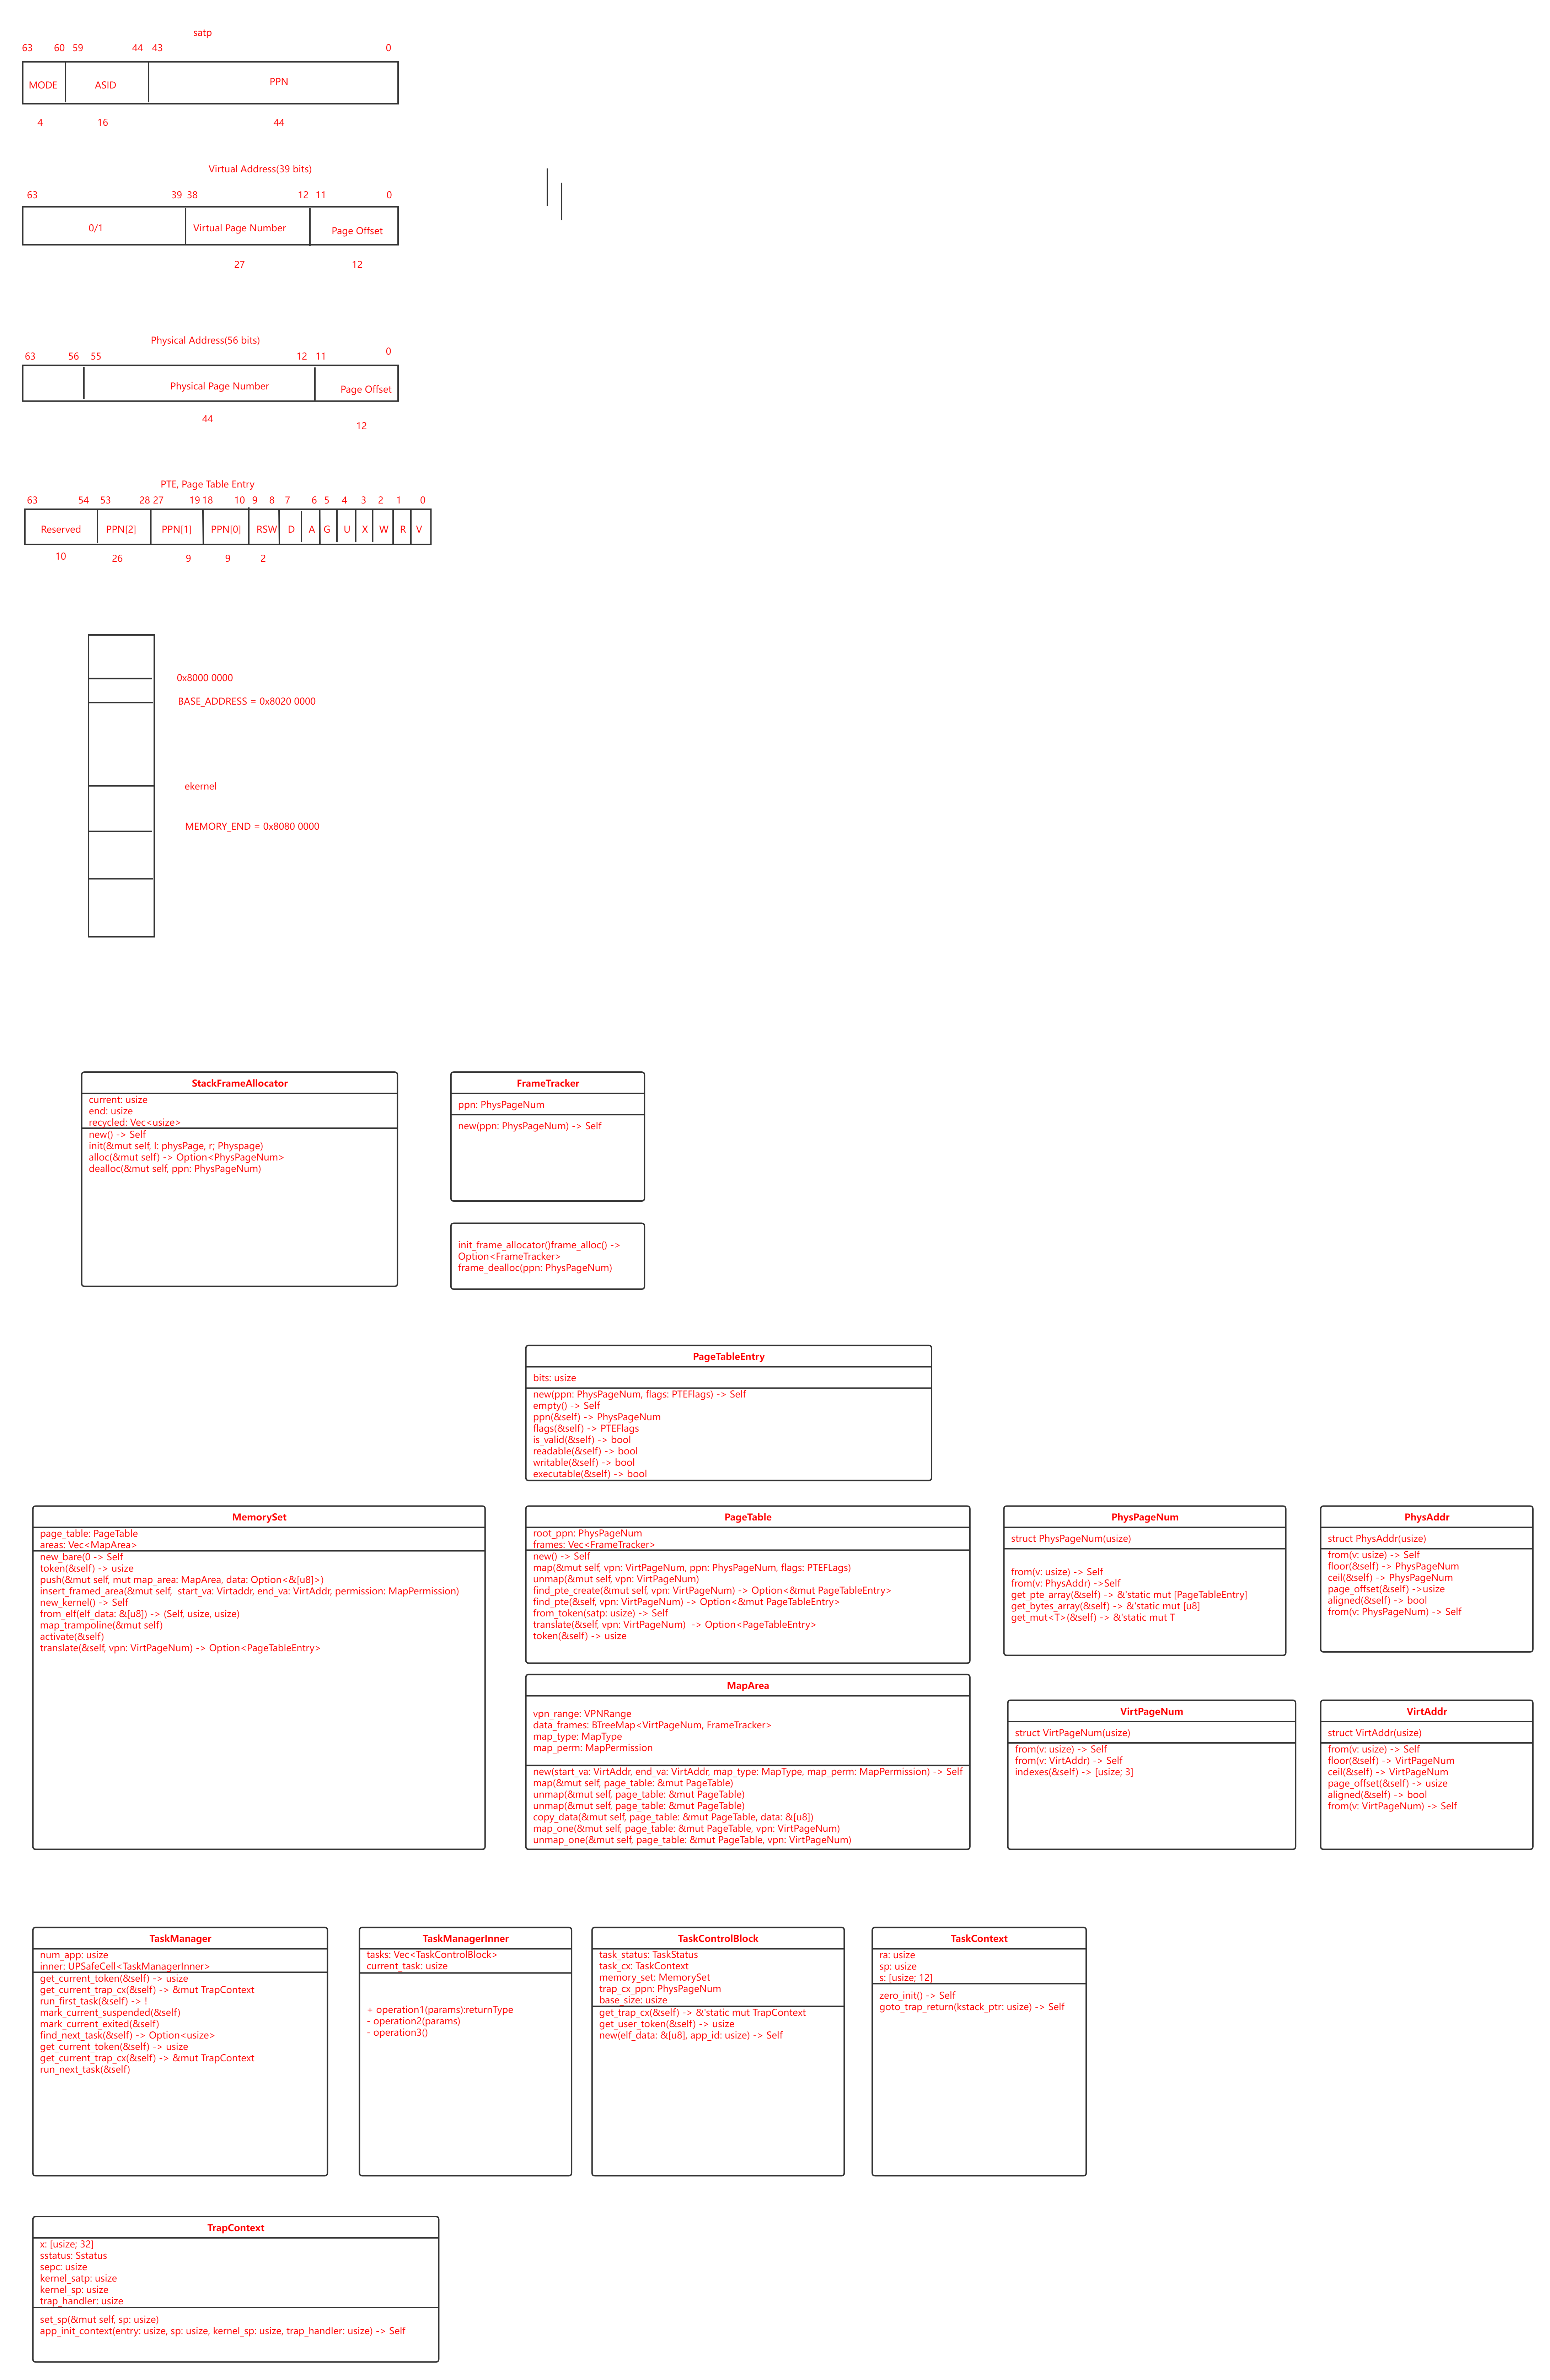 satp
63 60 59 44 43 0
MODE ASID PPN
4 16 44
Virtual Address(39 bits)
63 39 38 12 11 0
0/1 Virtual Page Number Page Offset
27 12
Physical Address(56 bits)
63 56 55 12 11 0
Physical Page Number Page Offset
44 12
PTE, Page Table Entry
63 54 53 28 27 19 18 10 9 8 7 6 5 4 3 2 1 0
Reserved PPN[2] PPN[1] PPN[0] RSW D A G U X W R V
10 26 9 9 2
0x8000 0000
BASE_ADDRESS = 0x8020 0000
ekernel
MEMORY_END = 0x8080 0000
StackFrameAllocator
current: usize
end: usize
recycled: Vec<usize>
new() -> Self
init(&mut self, l: physPage, r; Physpage)
alloc(&mut self) -> Option<PhysPageNum>
dealloc(&mut self, ppn: PhysPageNum)
FrameTracker
ppn: PhysPageNum
new(ppn: PhysPageNum) -> Self
init_frame_allocator()frame_alloc() ->
Option<FrameTracker>
frame_dealloc(ppn: PhysPageNum)
PageTableEntry
bits: usize
new(ppn: PhysPageNum, flags: PTEFlags) -> Self
empty() -> Self
ppn(&self) -> PhysPageNum
flags(&self) -> PTEFlags
is_valid(&self) -> bool
readable(&self) -> bool
writable(&self) -> bool
executable(&self) -> bool
MemorySet
page_table: PageTable
areas: Vec<MapArea>
new_bare(0 -> Self
token(&self) -> usize
push(&mut self, mut map_area: MapArea, data: Option<&[u8]>)
insert_framed_area(&mut self,  start_va: Virtaddr, end_va: VirtAddr, permission: MapPermission)
new_kernel() -> Self
from_elf(elf_data: &[u8]) -> (Self, usize, usize)
map_trampoline(&mut self)
activate(&self)
translate(&self, vpn: VirtPageNum) -> Option<PageTableEntry>
PageTable
root_ppn: PhysPageNum
frames: Vec<FrameTracker>
new() -> Self
map(&mut self, vpn: VirtPageNum, ppn: PhysPageNum, flags: PTEFLags)
unmap(&mut self, vpn: VirtPageNum)
find_pte_create(&mut self, vpn: VirtPageNum) -> Option<&mut PageTableEntry>
find_pte(&self, vpn: VirtPageNum) -> Option<&mut PageTableEntry>
from_token(satp: usize) -> Self
translate(&self, vpn: VirtPageNum)  -> Option<PageTableEntry>
token(&self) -> usize
PhysPageNum
struct PhysPageNum(usize)
from(v: usize) -> Self
from(v: PhysAddr) ->Self
get_pte_array(&self) -> &'static mut [PageTableEntry]
get_bytes_array(&self) -> &'static mut [u8]
get_mut<T>(&self) -> &'static mut T
PhysAddr
struct PhysAddr(usize)
from(v: usize) -> Self
floor(&self) -> PhysPageNum
ceil(&self) -> PhysPageNum
page_offset(&self) ->usize
aligned(&self) -> bool
from(v: PhysPageNum) -> Self
MapArea
vpn_range: VPNRange
data_frames: BTreeMap<VirtPageNum, FrameTracker>
map_type: MapType
map_perm: MapPermission
new(start_va: VirtAddr, end_va: VirtAddr, map_type: MapType, map_perm: MapPermission) -> Self
map(&mut self, page_table: &mut PageTable)
unmap(&mut self, page_table: &mut PageTable)
unmap(&mut self, page_table: &mut PageTable)
copy_data(&mut self, page_table: &mut PageTable, data: &[u8])
map_one(&mut self, page_table: &mut PageTable, vpn: VirtPageNum)
unmap_one(&mut self, page_table: &mut PageTable, vpn: VirtPageNum)
VirtPageNum
struct VirtPageNum(usize)
from(v: usize) -> Self
from(v: VirtAddr) -> Self
indexes(&self) -> [usize; 3]
VirtAddr
struct VirtAddr(usize)
from(v: usize) -> Self
floor(&self) -> VirtPageNum
ceil(&self) -> VirtPageNum
page_offset(&self) -> usize
aligned(&self) -> bool
from(v: VirtPageNum) -> Self
TaskManager
num_app: usize
inner: UPSafeCell<TaskManagerInner>
get_current_token(&self) -> usize
get_current_trap_cx(&self) -> &mut TrapContext
run_first_task(&self) -> !
mark_current_suspended(&self)
mark_current_exited(&self)
find_next_task(&self) -> Option<usize>
get_current_token(&self) -> usize
get_current_trap_cx(&self) -> &mut TrapContext
run_next_task(&self)
TaskManagerInner
tasks: Vec<TaskControlBlock>
current_task: usize
+ operation1(params):returnType
- operation2(params)
- operation3()
TaskControlBlock
task_status: TaskStatus
task_cx: TaskContext
memory_set: MemorySet
trap_cx_ppn: PhysPageNum
base_size: usize
get_trap_cx(&self) -> &'static mut TrapContext
get_user_token(&self) -> usize
new(elf_data: &[u8], app_id: usize) -> Self
TaskContext
ra: usize
sp: usize
s: [usize; 12]
zero_init() -> Self
goto_trap_return(kstack_ptr: usize) -> Self
TrapContext
x: [usize; 32]
sstatus: Sstatus
sepc: usize
kernel_satp: usize
kernel_sp: usize
trap_handler: usize
set_sp(&mut self, sp: usize)
app_init_context(entry: usize, sp: usize, kernel_sp: usize, trap_handler: usize) -> Self